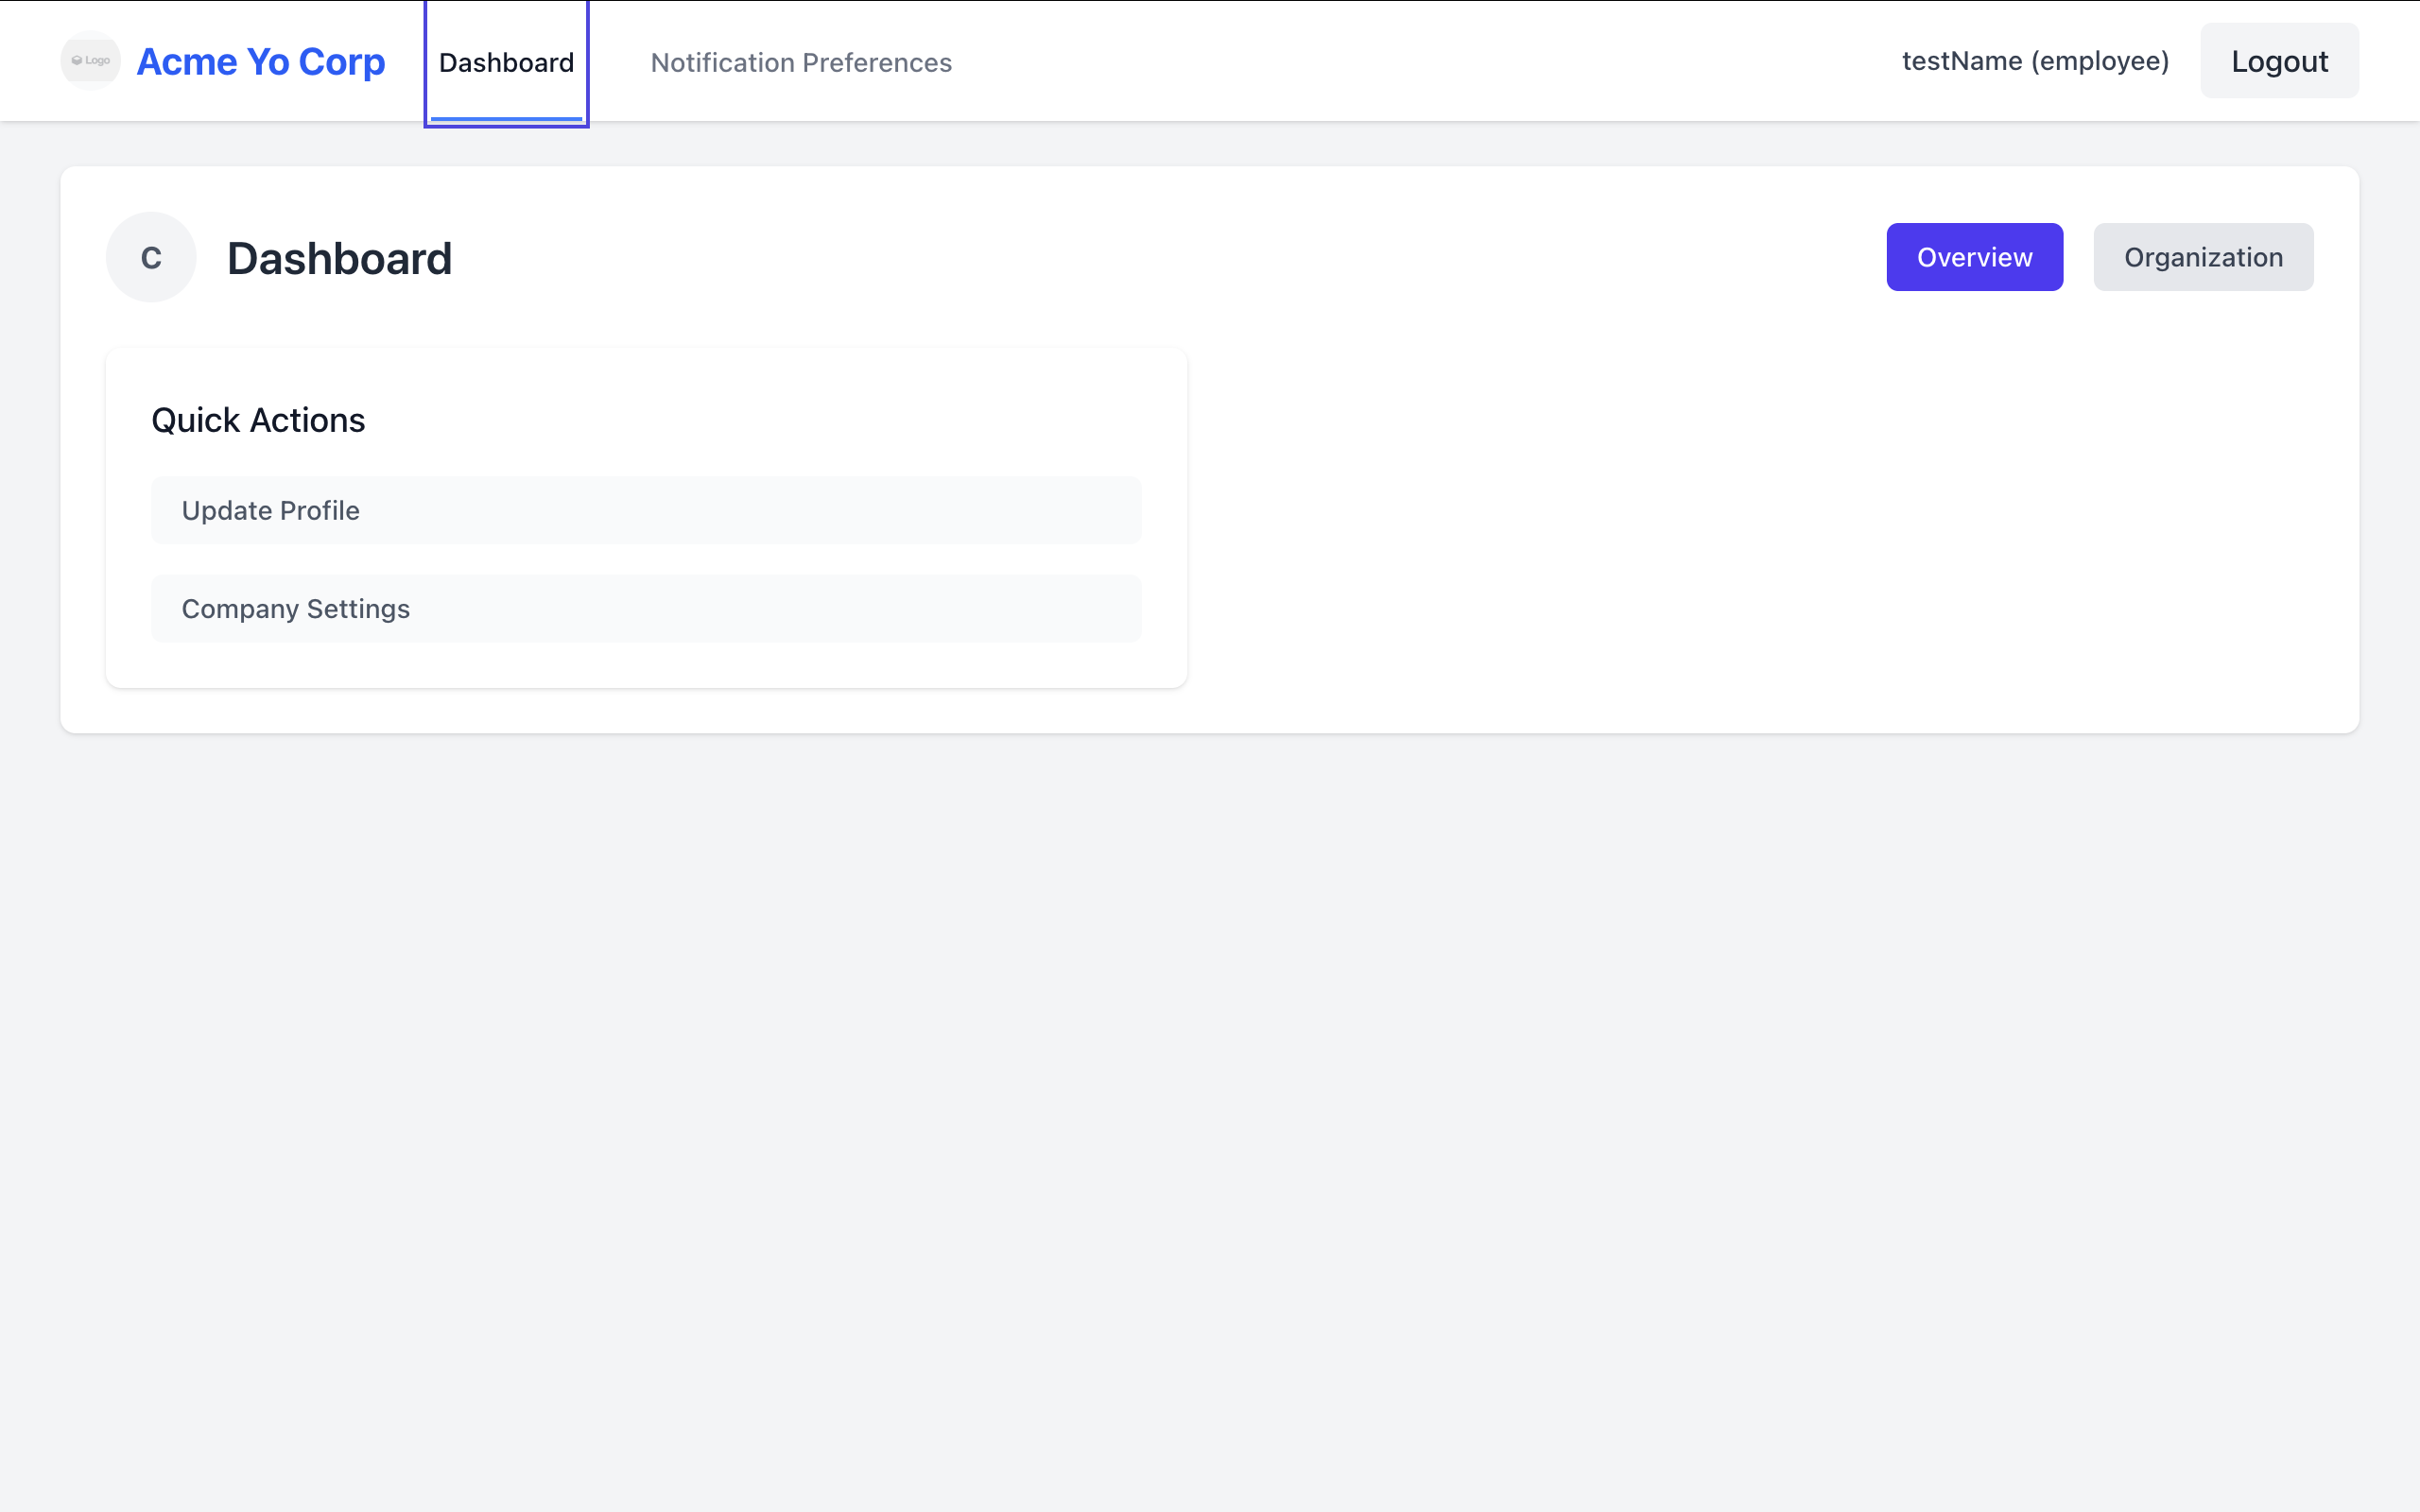 Logo
Acme Yo Corp
Dashboard
Notification Preferences
testName (employee)
Logout
C
Dashboard
Overview
Organization
Quick Actions
Update Profile
Company Settings